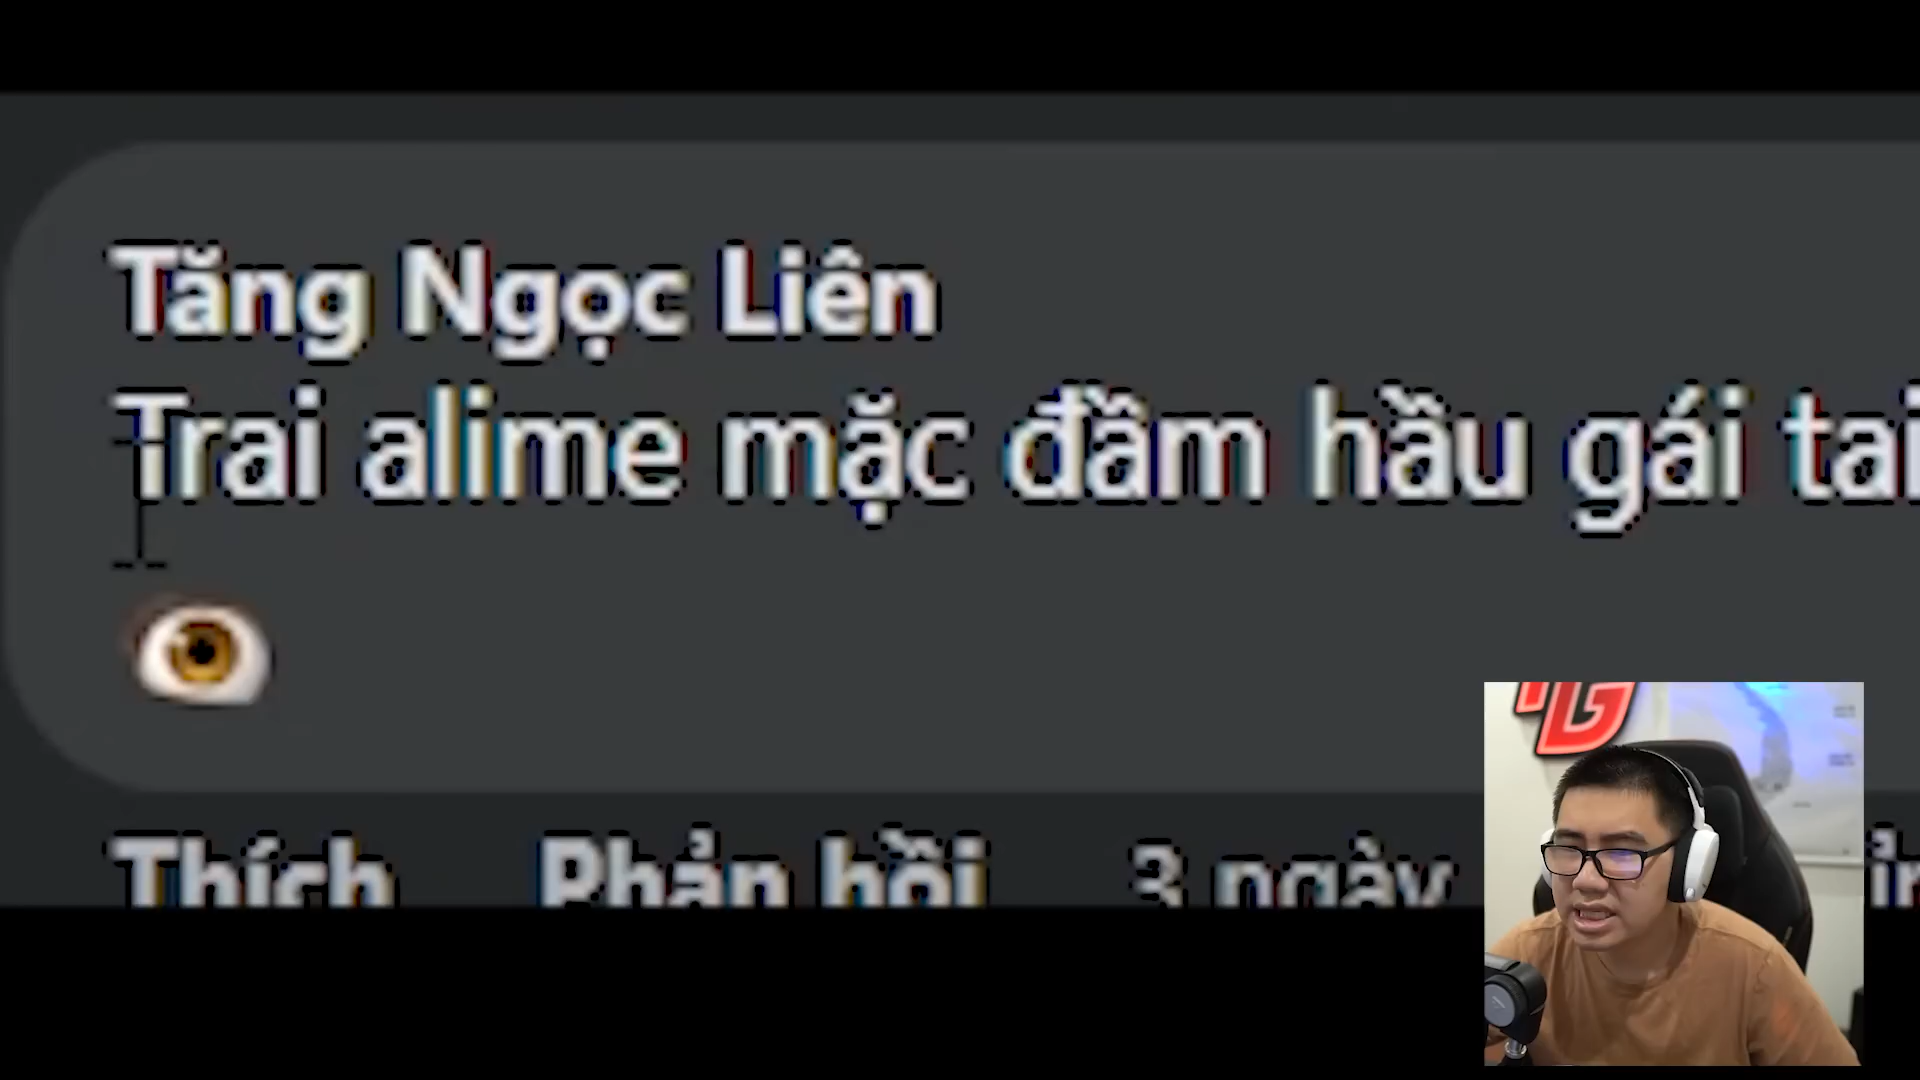 Tăng Ngọc Liên
Trai alime mặc đầm hầu gái tai
Thích Phản hồi 3 ngày